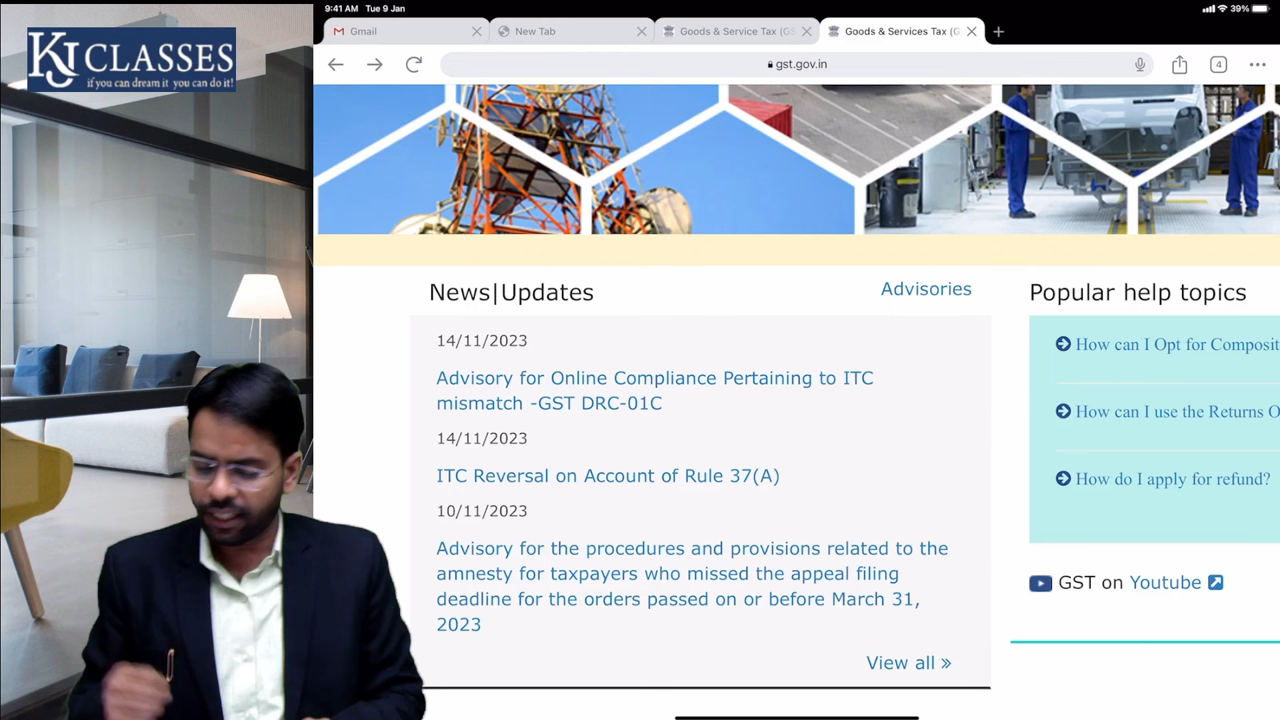 9:41 AM Tue 9 Jan
39%
Gmail
New Tab
Goods & Service Tax (GS
Goods & Services Tax (G
gst.gov.in
4
KJ CLASSES
if you can dream it you can do it!
News|Updates
Advisories
14/11/2023
Advisory for Online Compliance Pertaining to ITC
mismatch -GST DRC-01C
14/11/2023
ITC Reversal on Account of Rule 37(A)
10/11/2023
Advisory for the procedures and provisions related to the
amnesty for taxpayers who missed the appeal filing
deadline for the orders passed on or before March 31,
2023
View all »
Popular help topics
How can I Opt for Composit
How can I use the Returns O
How do I apply for refund?
GST on Youtube